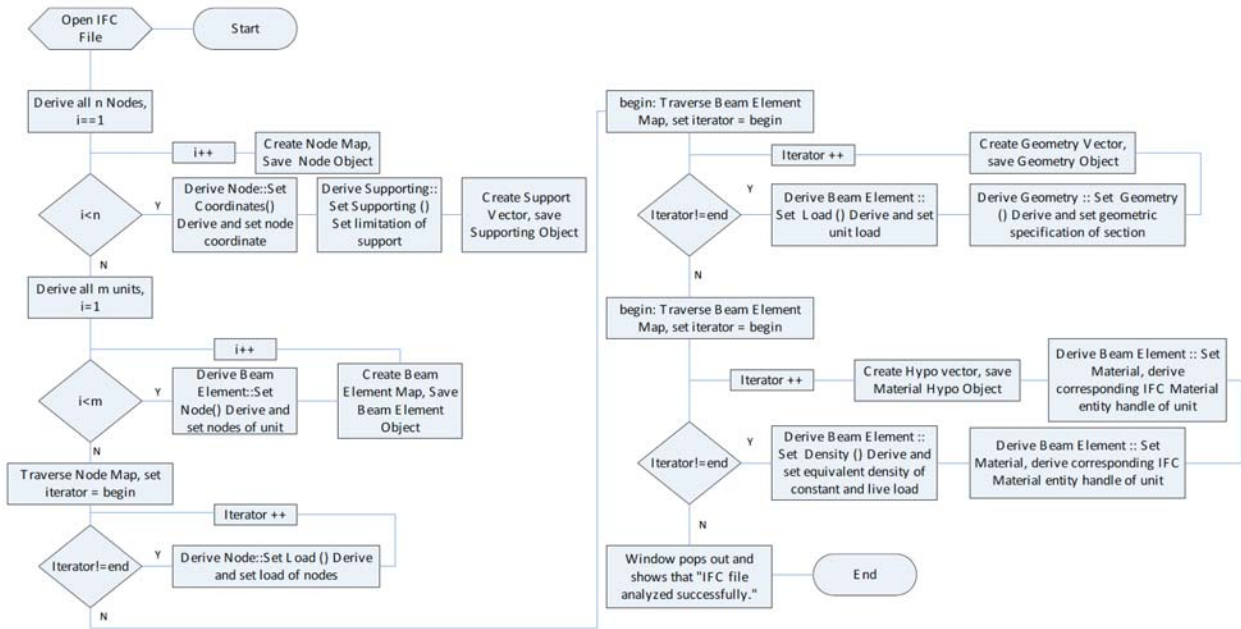 Open IFC
File
Start
Derive all n Nodes,
i==1
i++
Create Node Map,
Save Node Object
i<n
Y
Derive Node::Set
Coordinates()
Derive and set node
coordinate
Derive Supporting::
Set Supporting ()
Set limitation of
support
Create Support
Vector, save
Supporting Object
N
Derive all m units,
i=1
i++
i<m
Y
Derive Beam
Element::Set
Node() Derive and
set nodes of unit
Create Beam
Element Map, Save
Beam Element
Object
N
Traverse Node Map, set
iterator = begin
Iterator ++
Iterator!=end
Y
Derive Node::Set Load () Derive
and set load of nodes
N
begin: Traverse Beam Element
Map, set iterator = begin
Iterator ++
Create Geometry Vector,
save Geometry Object
Iterator!=end
Y
Derive Beam Element ::
Set Load () Derive and set
unit load
Derive Geometry :: Set Geometry
() Derive and set geometric
specification of section
N
begin: Traverse Beam Element
Map, set iterator = begin
Iterator ++
Create Hypo vector, save
Material Hypo Object
Derive Beam Element :: Set
Material, derive
corresponding IFC Material
entity handle of unit
Iterator!=end
Y
Derive Beam Element ::
Set Density () Derive and
set equivalent density of
constant and live load
Derive Beam Element :: Set
Material, derive corresponding IFC
Material entity handle of unit
N
Window pops out and
shows that "IFC file
analyzed successfully."
End